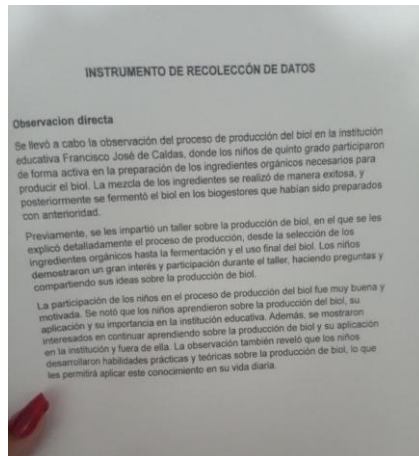 INSTRUMENTO DE RECOLECCÓN DE DATOS
Observacion directa
Se llevó a cabo la observación del proceso de producción del biol en la institución
educativa Francisco José de Caldas, donde los niños de quinto grado participaron
de forma activa en la preparación de los ingredientes orgánicos necesarios para
producir el biol. La mezcla de los ingredientes se realizó de manera exitosa, y
posteriormente se fermentó el biol en los biogestores que habían sido preparados
con anterioridad.
Previamente, se les impartió un taller sobre la producción de biol, en el que se les
explicó detalladamente el proceso de producción, desde la selección de los
ingredientes orgánicos hasta la fermentación y el uso final del biol. Los niños
demostraron un gran interés y participación durante el taller, haciendo preguntas y
compartiendo sus ideas sobre la producción de biol.
La participación de los niños en el proceso de producción del biol fue muy buena y
motivada. Se notó que los niños aprendieron sobre la producción del biol, su
aplicación y su importancia en la institución educativa. Además, se mostraron
interesados en continuar aprendiendo sobre la producción de biol y su aplicación
en la institución y fuera de ella. La observación también reveló que los niños
desarrollaron habilidades prácticas y teóricas sobre la producción de biol, lo que
les permitirá aplicar este conocimiento en su vida diaria.